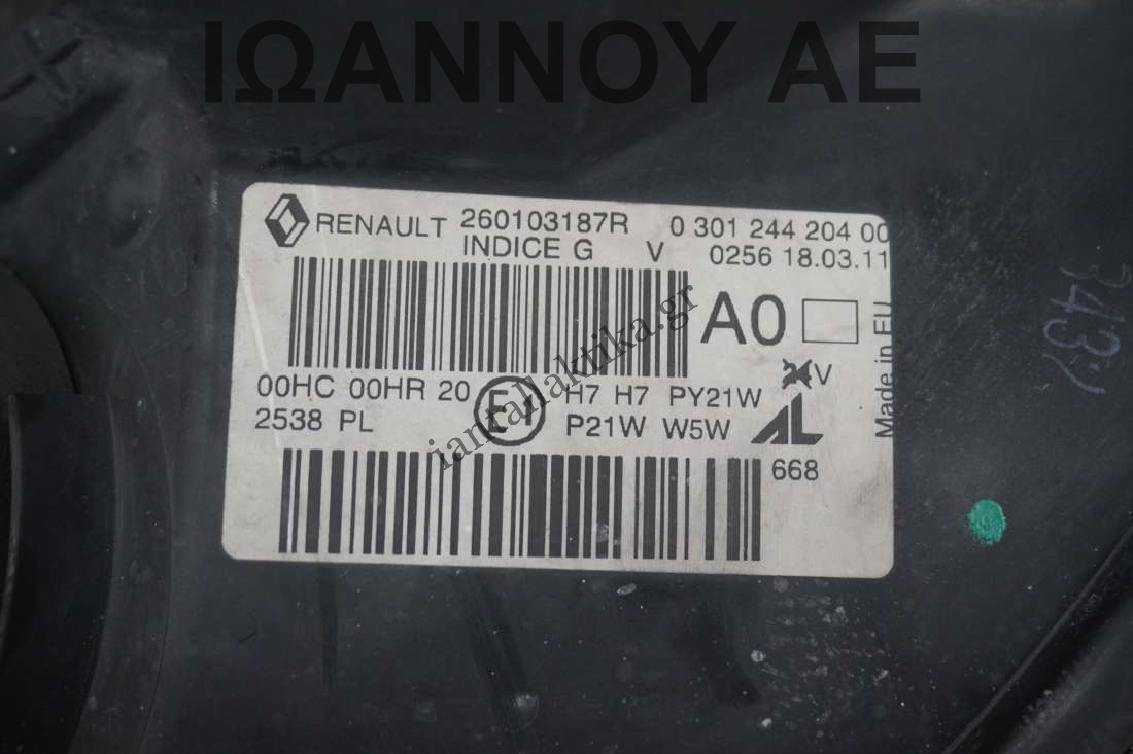 ΙΩΑΝΝΟΥ ΑΕ
RENAULT 260103187R 0 301 244 204 00
INDICE G V 0256 18.03.11
A0
Made in EU
V
00HC 00HR 20 E1 H7 H7 PY21W
2538 PL P21W W5W AL
668
iantallaktika.gr